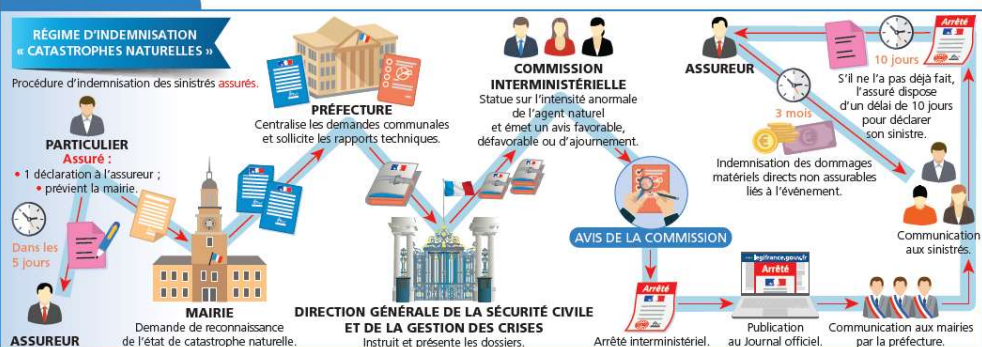 RÉGIME D'INDEMNISATION
« CATASTROPHES NATURELLES »
Procédure d'indemnisation des sinistrés assurés.
PARTICULIER
Assuré :
• 1 déclaration à l'assureur ;
• prévient la mairie.
Dans les
5 jours
ASSUREUR
MAIRIE
Demande de reconnaissance
de l'état de catastrophe naturelle.
PRÉFECTURE
Centralise les demandes communales
et sollicite les rapports techniques.
DIRECTION GÉNÉRALE DE LA SÉCURITÉ CIVILE
ET DE LA GESTION DES CRISES
Instruit et présente les dossiers.
COMMISSION
INTERMINISTÉRIELLE
Statue sur l'intensité anormale
de l'agent naturel
et émet un avis favorable,
défavorable ou d'ajournement.
AVIS DE LA COMMISSION
Arrêté
Arrêté interministériel.
legifrance.gouv.fr
Arrêté
Publication
au Journal officiel.
Communication aux mairies
par la préfecture.
Communication
aux sinistrés.
Arrêté
10 jours
S'il ne l'a pas déjà fait,
l'assuré dispose
d'un délai de 10 jours
pour déclarer
son sinistre.
ASSUREUR
3 mois
Indemnisation des dommages
matériels directs non assurables
liés à l'événement.